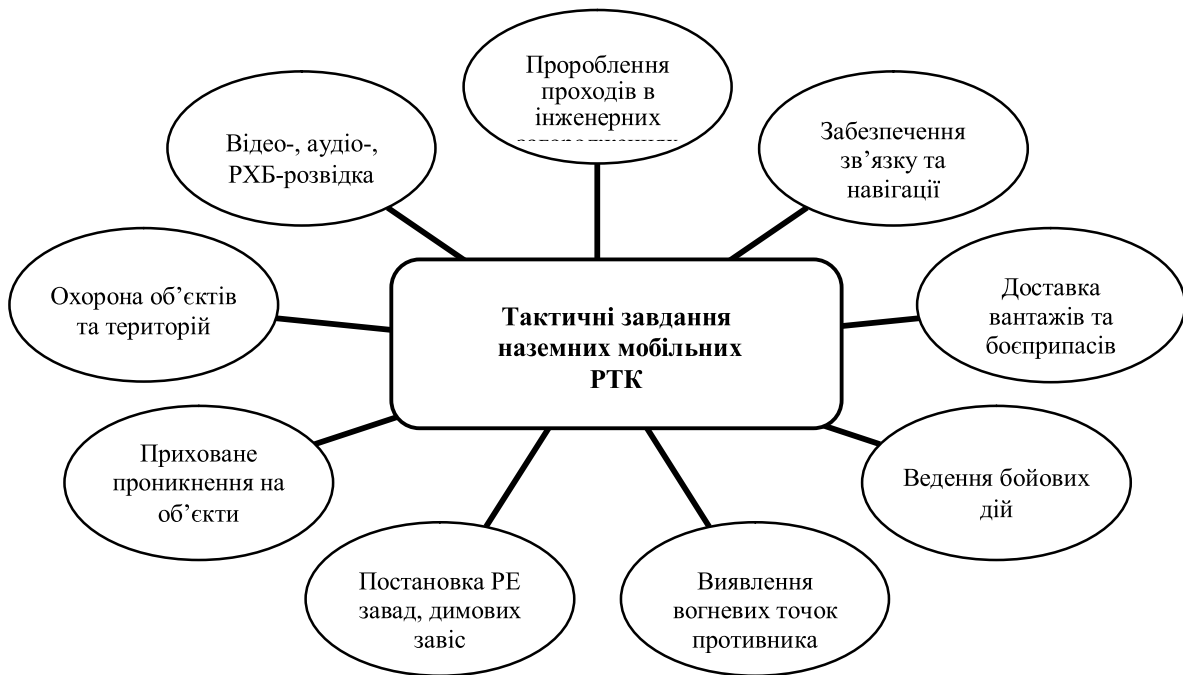 Пророблення
проходів в
інженерних
Відео-, аудіо-,
РХБ-розвідка
Забезпечення
зв’язку та
навігації
Охорона об’єктів
та територій
Тактичні завдання
наземних мобільних
РТК
Доставка
вантажів та
боєприпасів
Приховане
проникнення на
об’єкти
Ведення бойових
дій
Постановка РЕ
завад, димових
завіс
Виявлення
вогневих точок
противника